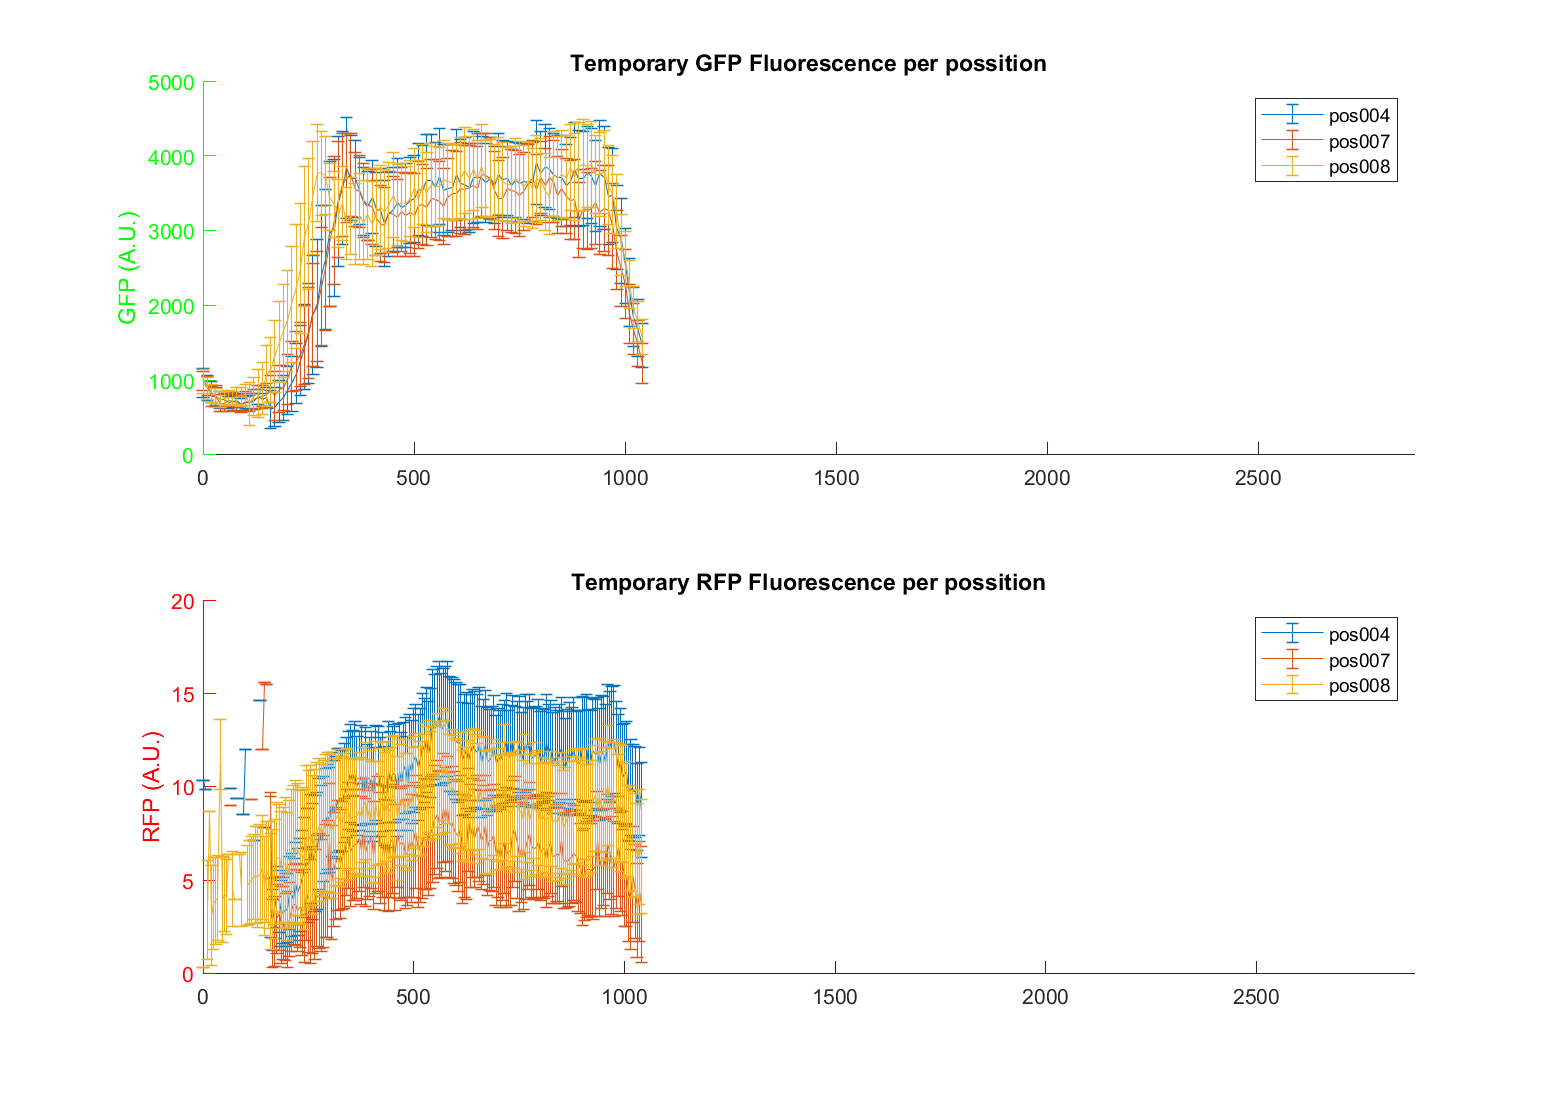 Temporary GFP Fluorescence per possition
5000
4000
3000
2000
1000
0
GFP (A.U.)
0 500 1000 1500 2000 2500
pos004
pos007
pos008
Temporary RFP Fluorescence per possition
20
15
10
5
0
RFP (A.U.)
0 500 1000 1500 2000 2500
pos004
pos007
pos008